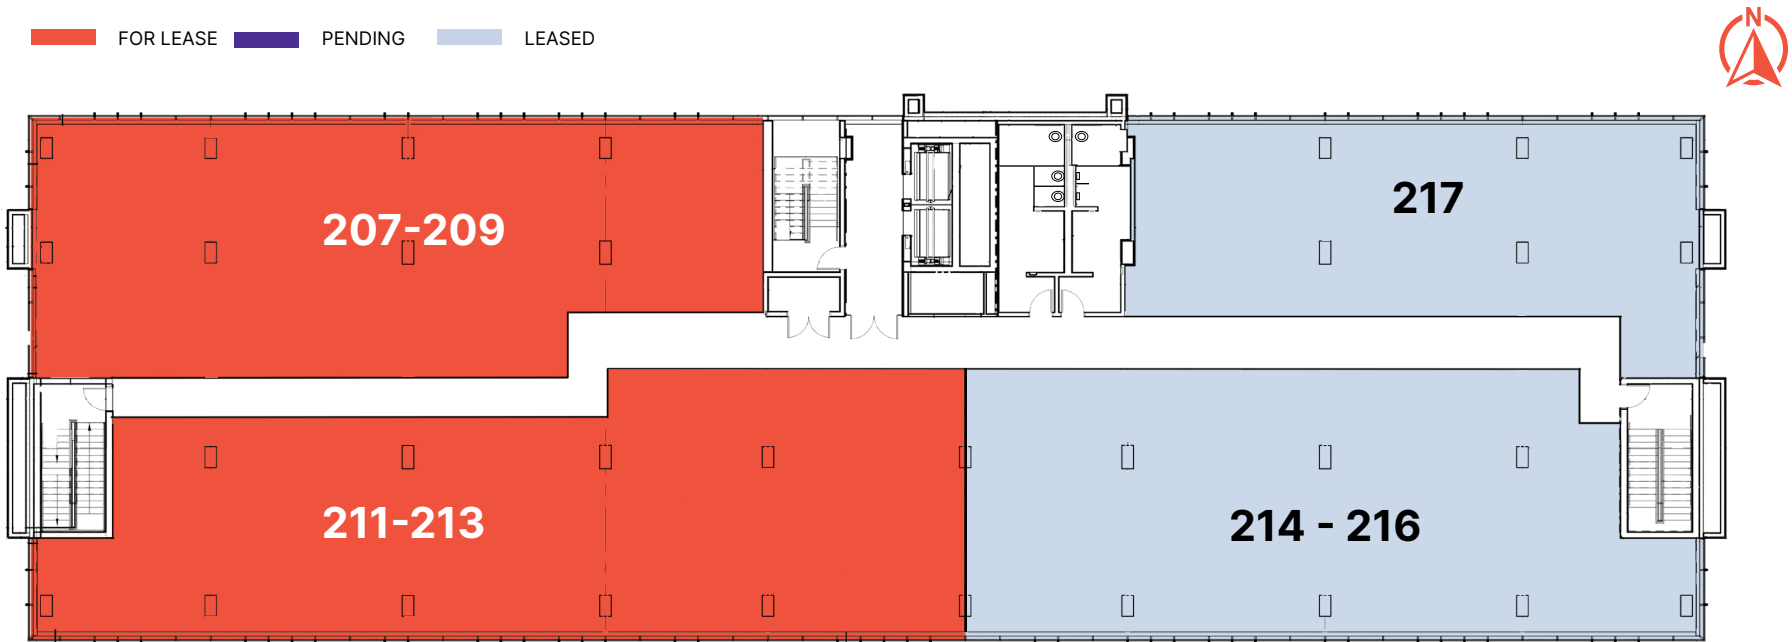 N
FOR LEASE PENDING LEASED
217
207-209
211-213
214 - 216